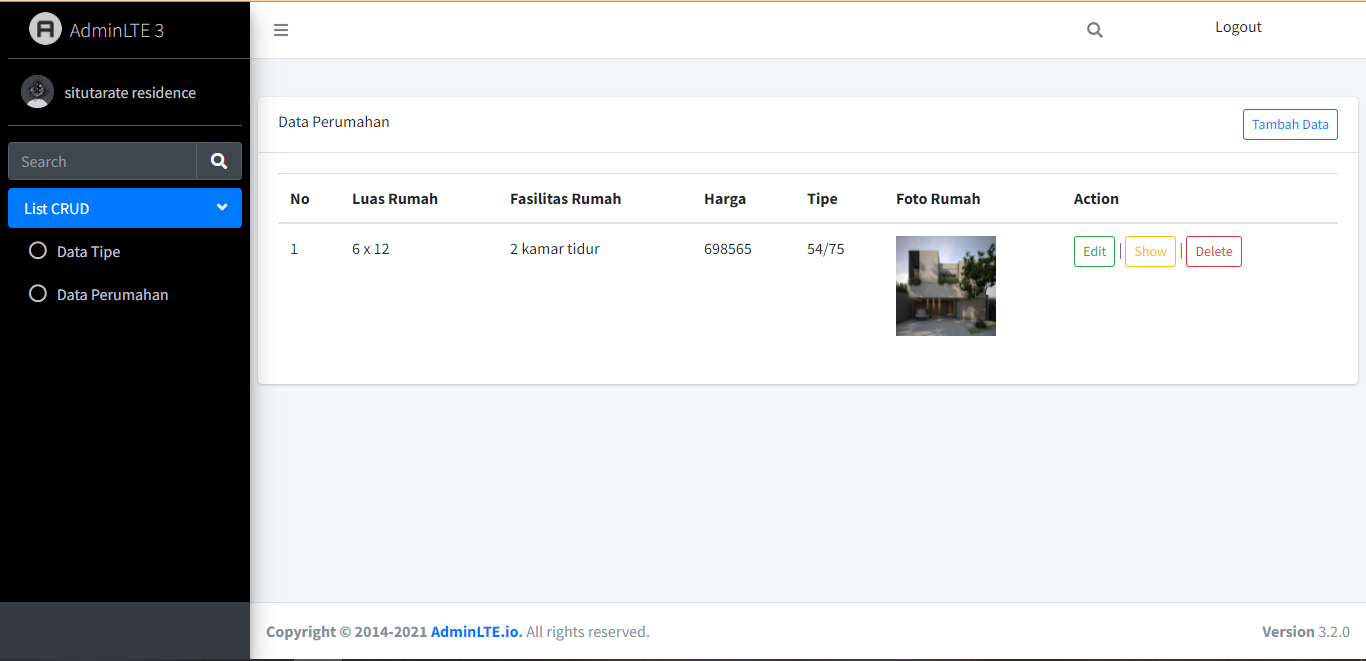 AdminLTE 3
Logout
situtarate residence
Search
List CRUD
Data Tipe
Data Perumahan
Data Perumahan
Tambah Data
No Luas Rumah Fasilitas Rumah Harga Tipe Foto Rumah Action
1 6 x 12 2 kamar tidur 698565 54/75 Edit | Show | Delete
Copyright © 2014-2021 AdminLTE.io. All rights reserved.
Version 3.2.0